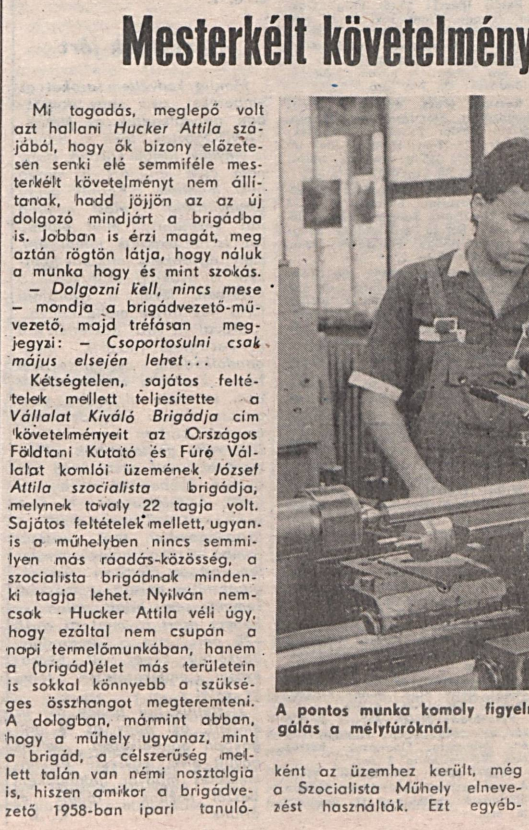 Mesterkélt követelmény
Mi tagadás, meglepő volt
azt hallani Hucker Attila szá-
jából, hogy ők bizony előzete-
sen senki elé semmiféle mes-
terkélt követelményt nem állí-
tanak, hadd jöjjön az az új
dolgozó mindjárt a brigádba
is. Jobban is érzi magát, meg
aztán rögtön látja, hogy náluk
a munka hogy és mint szokás.
– Dolgozni kell, nincs mese
– mondja a brigádvezető-mű-
vezető, majd tréfásan meg-
jegyzi: – Csoportosulni csak
május elsején lehet...
Kétségtelen, sajátos felté-
telek mellett teljesítette a
Vállalat Kiváló Brigádja cím
követelményeit az Országos
Földtani Kutató és Fúró Vál-
lalat komlói üzemének József
Attila szocialista brigádja,
melynek tavaly 22 tagja volt.
Sajátos feltételek mellett, ugyan-
is a műhelyben nincs semmi-
lyen más ráadás-közösség, a
szocialista brigádnak minden-
ki tagja lehet. Nyilván nem-
csak Hucker Attila véli úgy,
hogy ezáltal nem csupán a
napi termelőmunkában, hanem
a (brigád)élet más területein
is sokkal könnyebb a szüksé-
ges összhangot megteremteni.
A dologban, mármint abban,
hogy a műhely ugyanaz, mint
a brigád, a célszerűség mel-
lett talán van némi nosztalgia
is, hiszen amikor a brigádve-
zető 1958-ban ipari tanuló-
A pontos munka komoly figyel
gálás a mélyfúróknál.
ként az üzemhez került, még
a Szocialista Műhely elneve-
zést használták. Ezt egyéb-